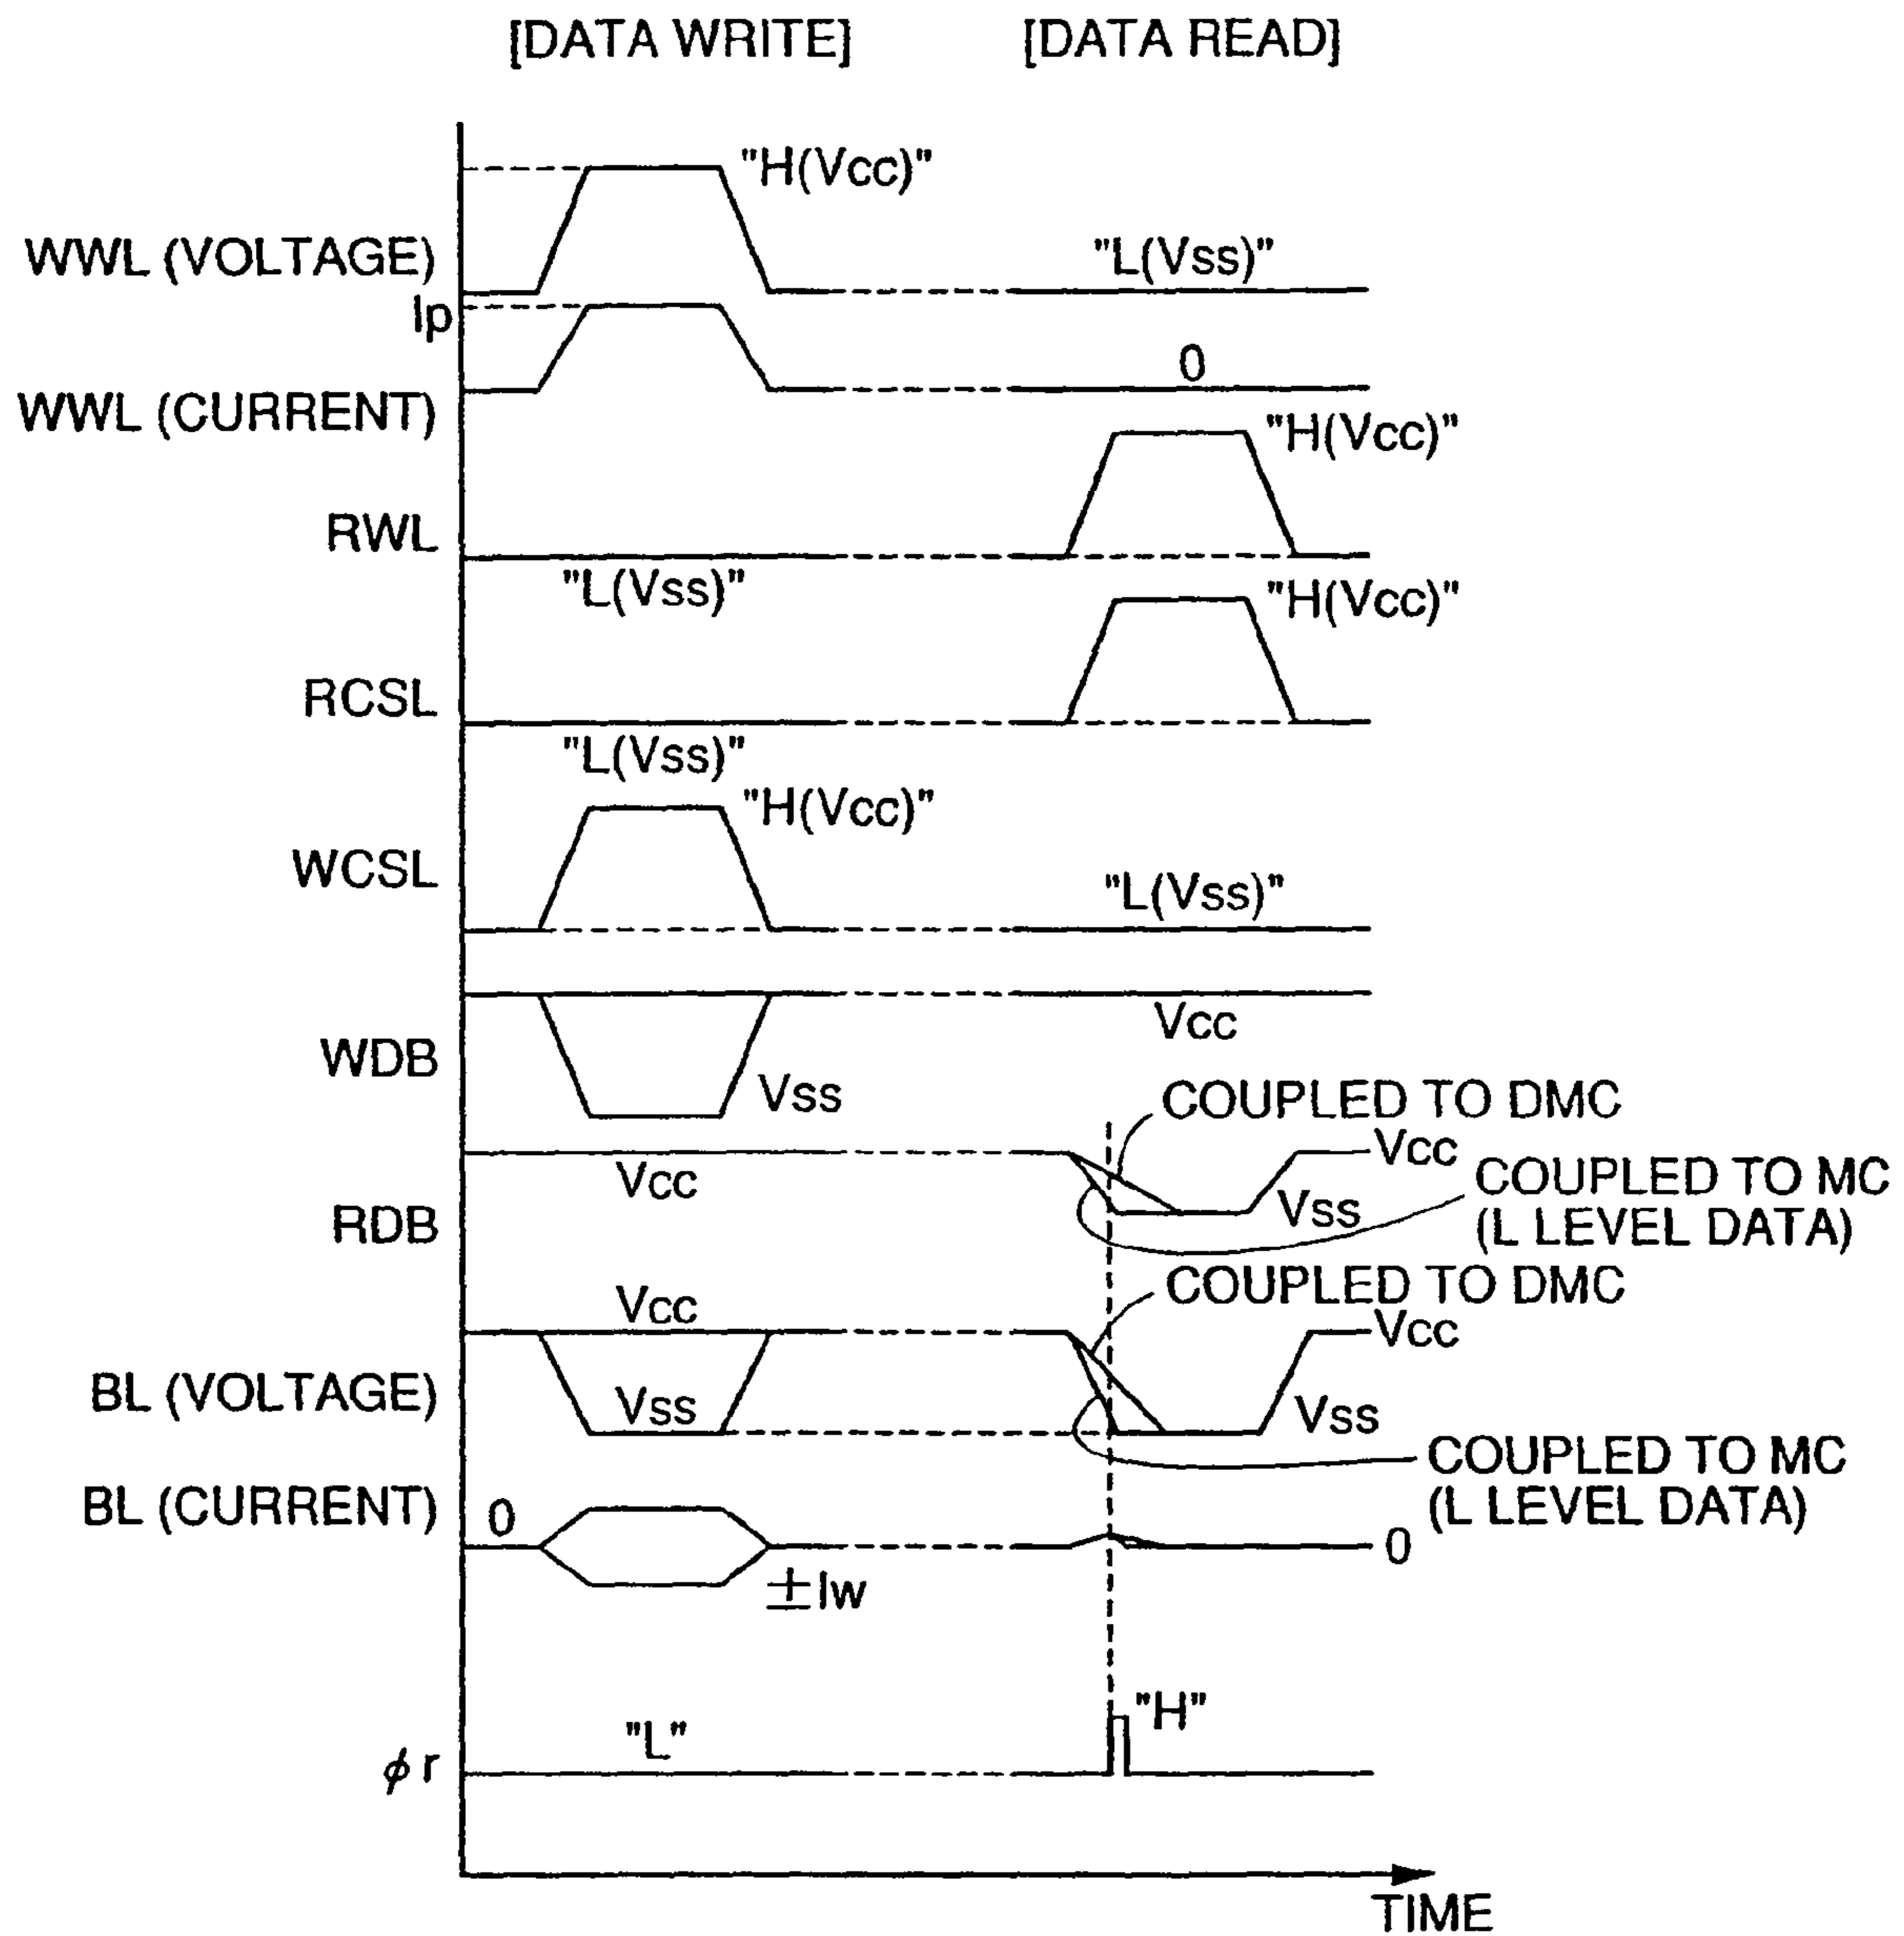 [DATA WRITE] [DATA READ]
"H(Vcc)"
WWL (VOLTAGE) "L(Vss)"
Ip
0
WWL (CURRENT) "H(Vcc)"
RWL
"L(Vss)" "H(Vcc)"
RCSL
"L(Vss)"
"H(Vcc)"
WCSL "L(Vss)"
Vcc
WDB
Vss COUPLED TO DMC
Vcc
Vcc COUPLED TO MC
RDB Vss (L LEVEL DATA)
COUPLED TO DMC
Vcc Vcc
BL (VOLTAGE) Vss Vss
COUPLED TO MC
BL (CURRENT) 0 (L LEVEL DATA)
0
±Iw
"H"
"L"
ϕr
TIME